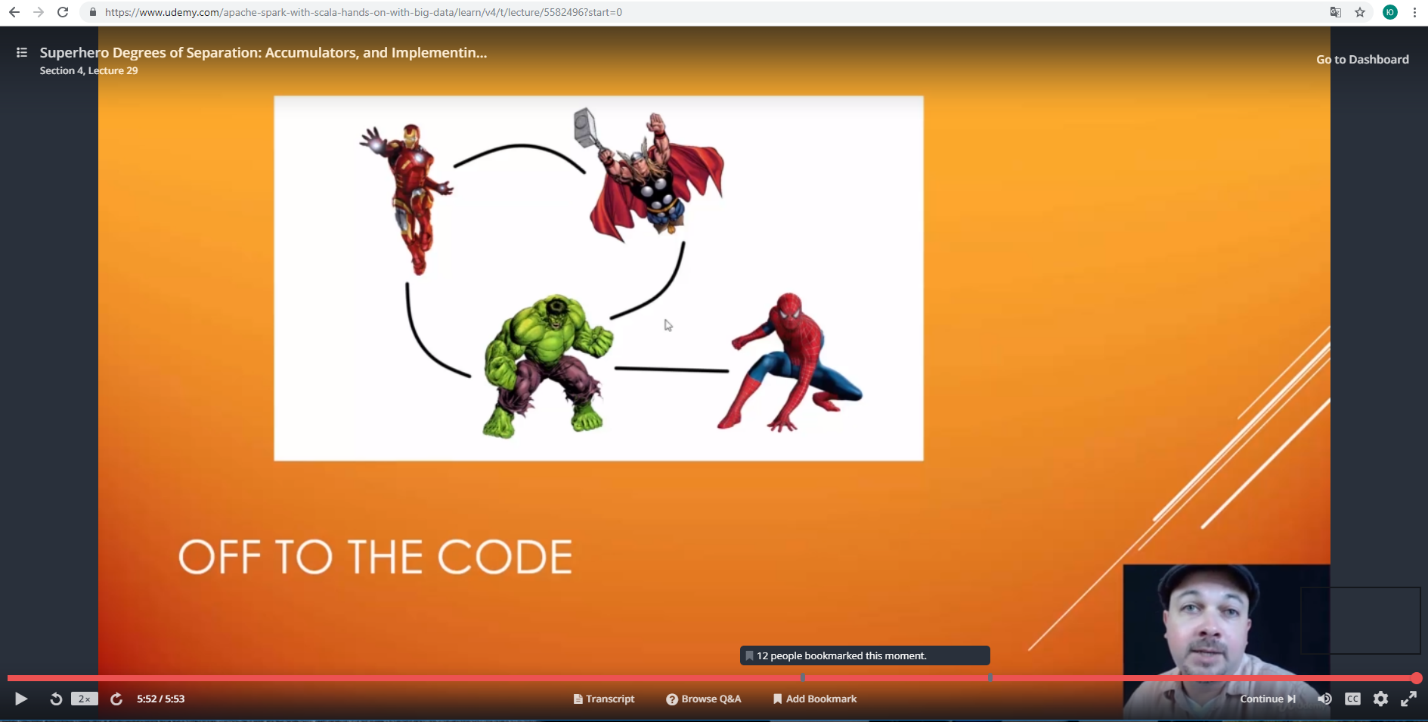 https://www.udemy.com/apache-spark-with-scala-hands-on-with-big-data/learn/v4/t/lecture/5582496?start=0
Ю
Superhero Degrees of Separation: Accumulators, and Implementin...
Section 4, Lecture 29
Go to Dashboard
OFF TO THE CODE
12 people bookmarked this moment.
2×
5:52 / 5:53
Transcript
Browse Q&A
Add Bookmark
Continue
CC